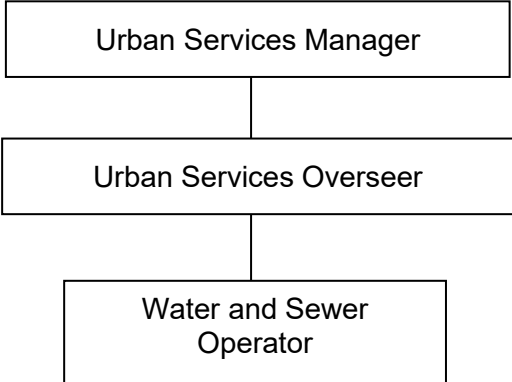 Urban Services Manager
Urban Services Overseer
Water and Sewer
Operator